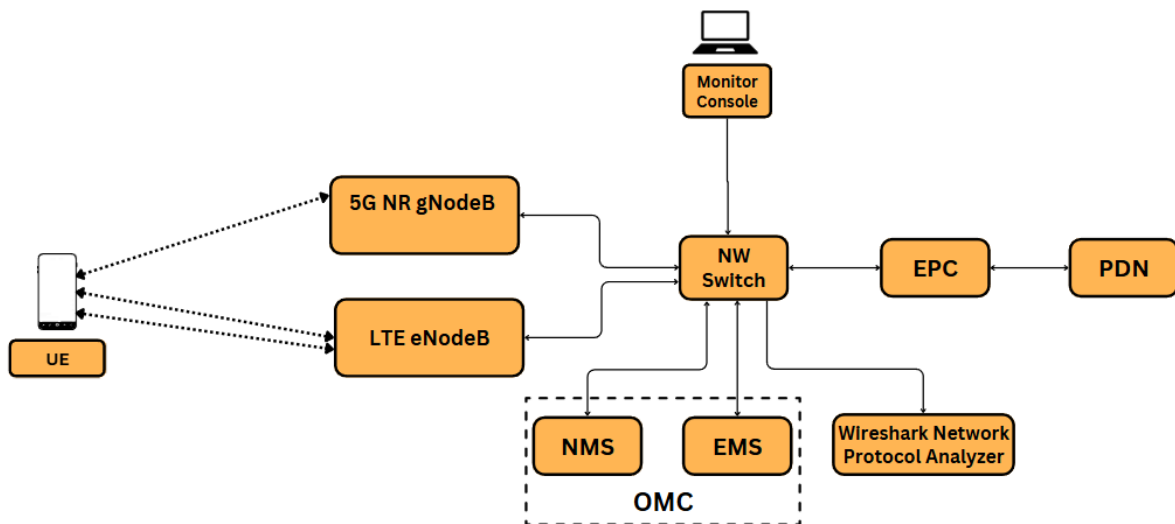 Monitor
Console
5G NR gNodeB
NW
Switch
EPC
PDN
LTE eNodeB
UE
NMS
EMS
Wireshark Network
Protocol Analyzer
OMC